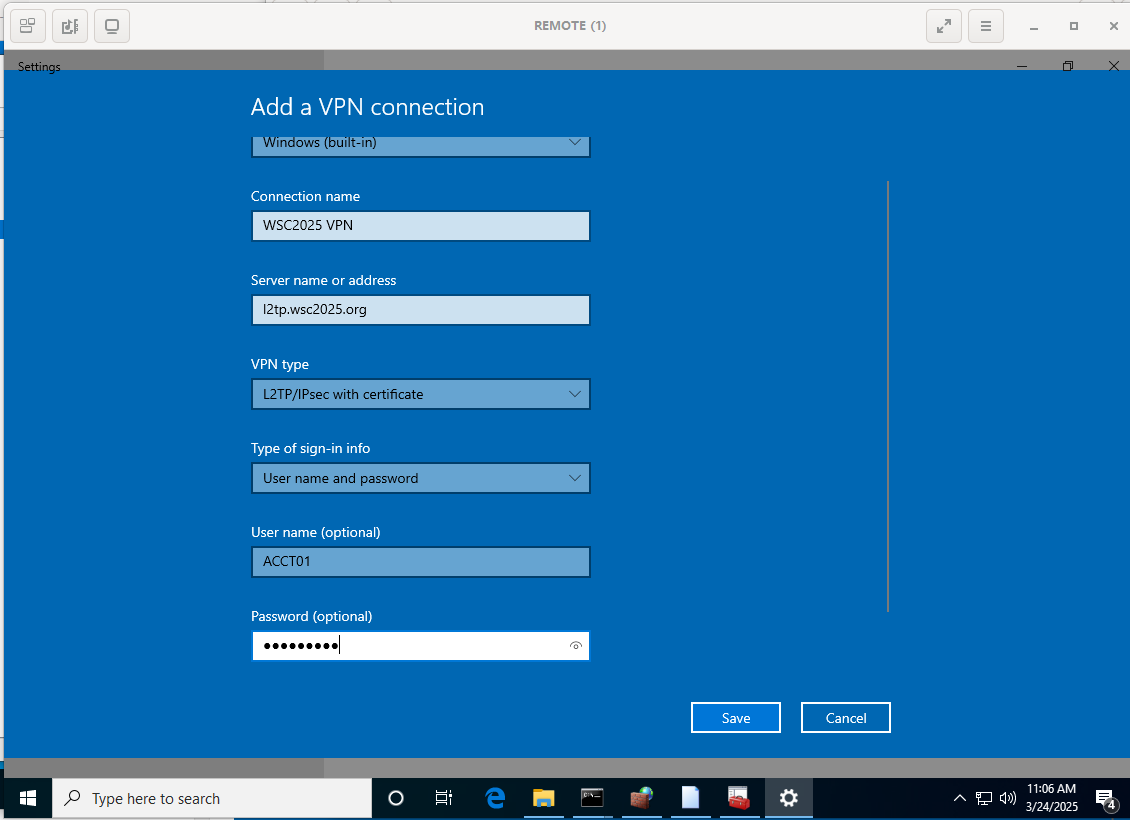 REMOTE (1)
Settings
Add a VPN connection
Windows (built-in)
Connection name
WSC2025 VPN
Server name or address
l2tp.wsc2025.org
VPN type
L2TP/IPsec with certificate
Type of sign-in info
User name and password
User name (optional)
ACCT01
Password (optional)
●●●●●●●●●
Save
Cancel
Type here to search
11:06 AM
3/24/2025
4